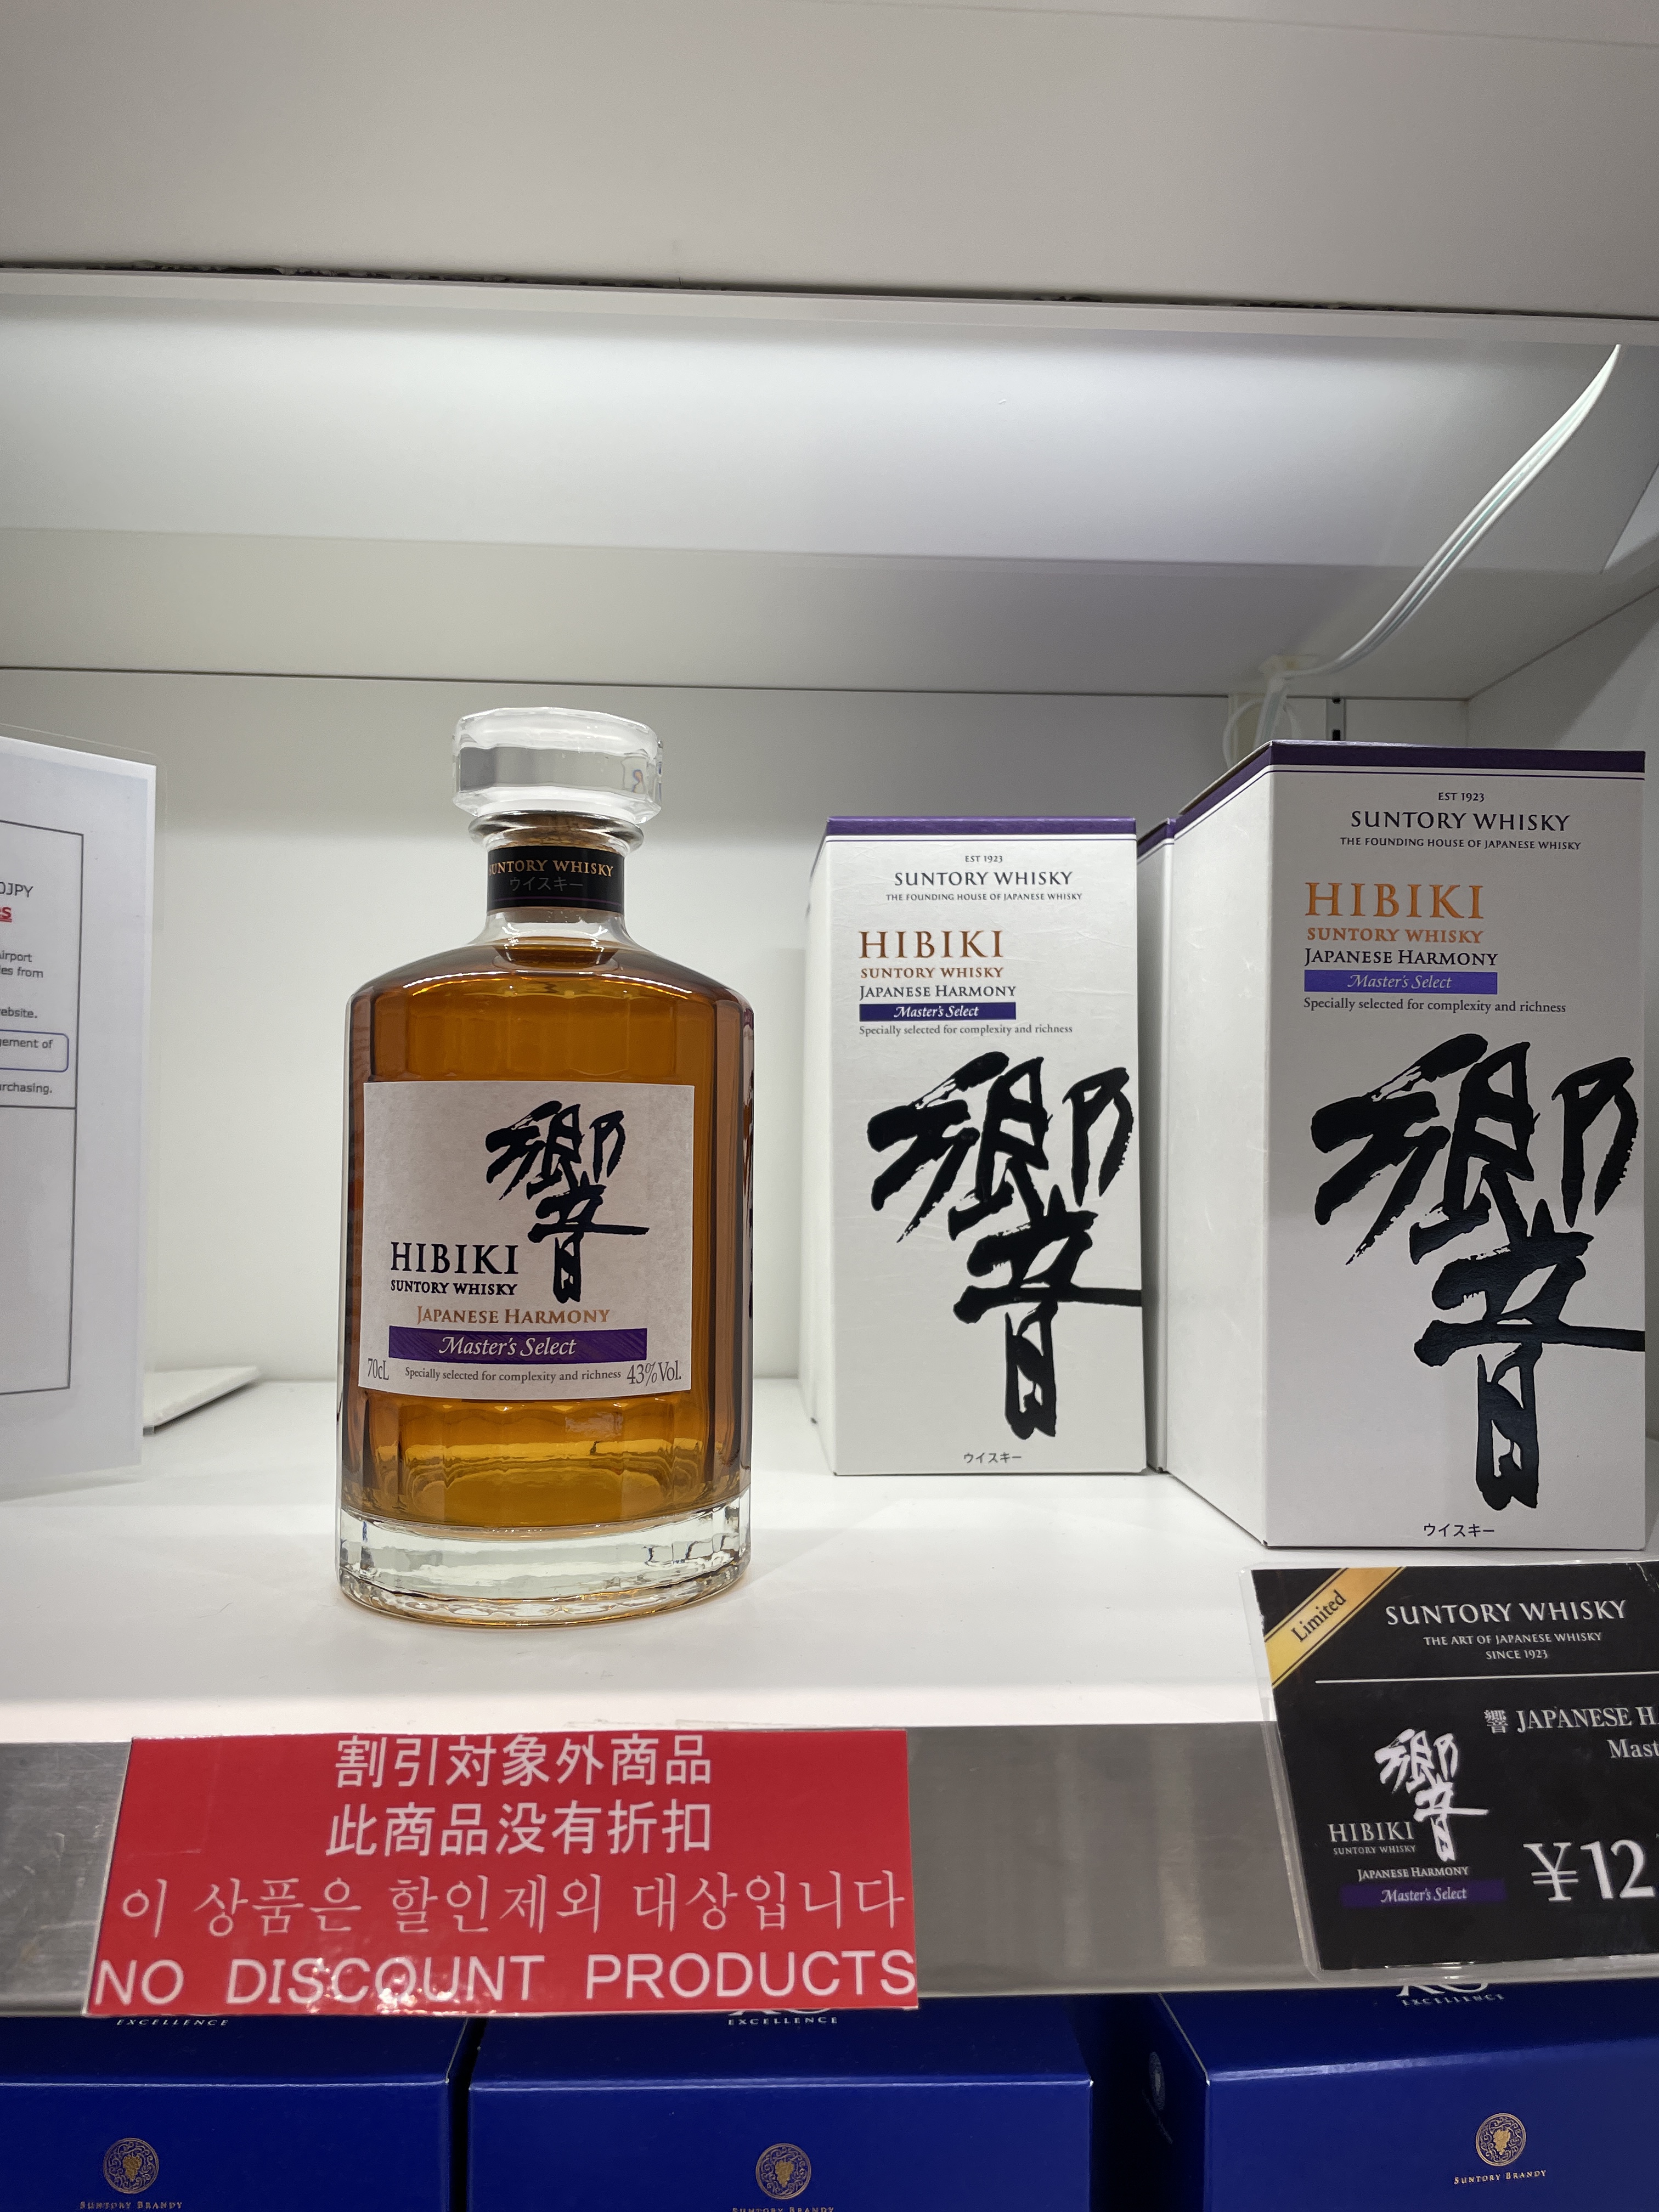 0JPY
airport
es from
ebsite.
ement of
urchasing.
SUNTORY WHISKY
ウイスキー
響
HIBIKI
SUNTORY WHISKY
JAPANESE HARMONY
Master's Select
70cL Specially selected for complexity and richness 43%Vol.
EST 1923
SUNTORY WHISKY
THE FOUNDING HOUSE OF JAPANESE WHISKY
HIBIKI
SUNTORY WHISKY
JAPANESE HARMONY
Master's Select
Specially selected for complexity and richness
響
ウイスキー
EST 1923
SUNTORY WHISKY
THE FOUNDING HOUSE OF JAPANESE WHISKY
HIBIKI
SUNTORY WHISKY
JAPANESE HARMONY
Master's Select
Specially selected for complexity and richness
響
ウイスキー
割引対象外商品
此商品没有折扣
이 상품은 할인제외 대상입니다
NO DISCOUNT PRODUCTS
Limited
SUNTORY WHISKY
THE ART OF JAPANESE WHISKY
SINCE 1923
響 JAPANESE H
Mast
響
HIBIKI
SUNTORY WHISKY
JAPANESE HARMONY
Master's Select
¥12
EXCELLENCE
EXCELLENCE
EXCELLENCE
SUNTORY BRANDY
SUNTORY BRANDY
SUNTORY BRANDY